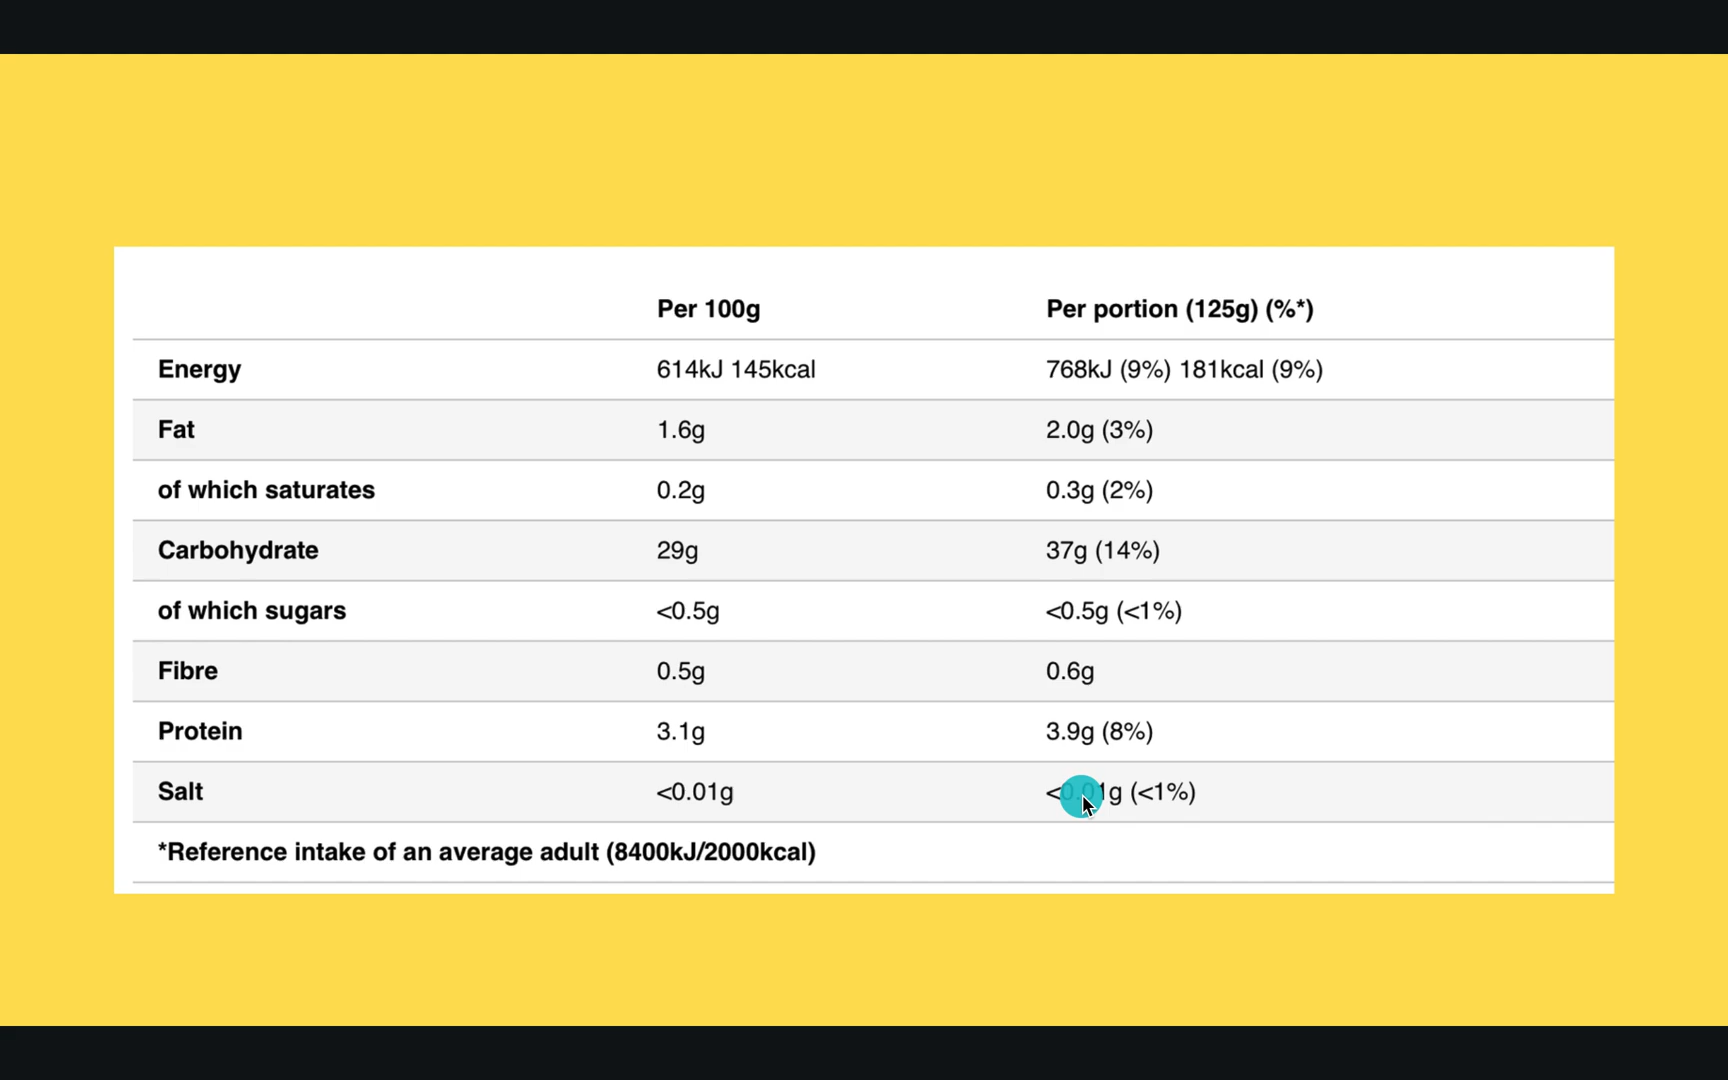 Per 100g Per portion (125g) (%*)
Energy 614kJ 145kcal 768kJ (9%) 181kcal (9%)
Fat 1.6g 2.0g (3%)
of which saturates 0.2g 0.3g (2%)
Carbohydrate 29g 37g (14%)
of which sugars <0.5g <0.5g (<1%)
Fibre 0.5g 0.6g
Protein 3.1g 3.9g (8%)
Salt <0.01g <0.01g (<1%)
*Reference intake of an average adult (8400kJ/2000kcal)